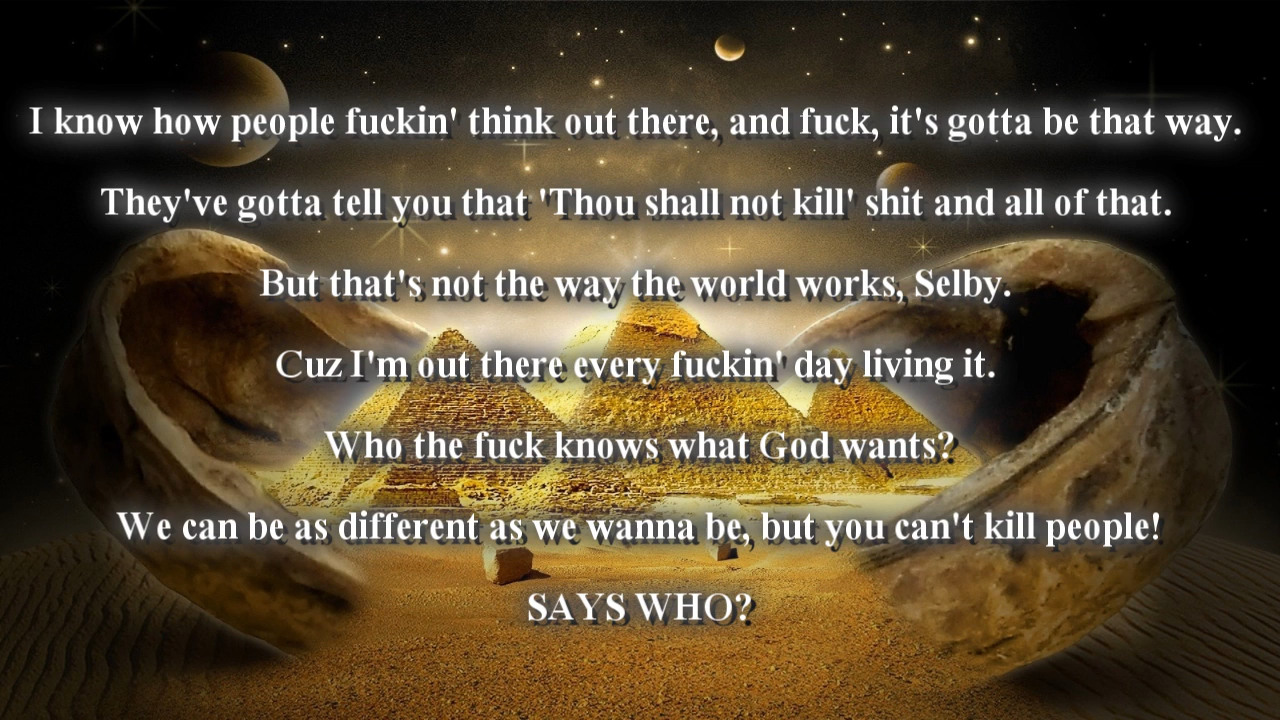 I know how people fuckin' think out there, and fuck, it's gotta be that way.
They've gotta tell you that 'Thou shall not kill' shit and all of that.
But that's not the way the world works, Selby.
Cuz I'm out there every fuckin' day living it.
Who the fuck knows what God wants?
We can be as different as we wanna be, but you can't kill people!
SAYS WHO?